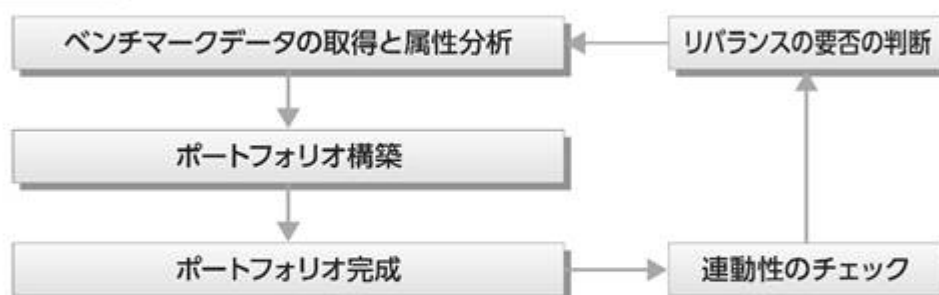 ベンチマークデータの取得と属性分析
リバランスの要否の判断
ポートフォリオ構築
ポートフォリオ完成
連動性のチェック